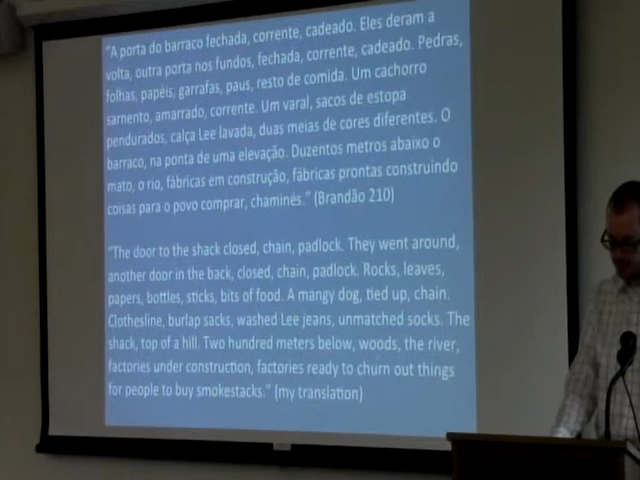 "A porta do barraco fechada, corrente, cadeado. Eles deram a
volta, outra porta nos fundos, fechada, corrente, cadeado. Pedras,
folhas, papéis, garrafas, paus, resto de comida. Um cachorro
sarnento, amarrado, corrente. Um varal, sacos de estopa
pendurados, calça Lee lavada, duas meias de cores diferentes. O
barraco, na ponta de uma elevação. Duzentos metros abaixo o
mato, o rio, fábricas em construção, fábricas prontas construindo
coisas para o povo comprar, chaminés." (Brandão 210)
"The door to the shack closed, chain, padlock. They went around,
another door in the back, closed, chain, padlock. Rocks, leaves,
papers, bottles, sticks, bits of food. A mangy dog, tied up, chain.
Clothesline, burlap sacks, washed Lee jeans, unmatched socks. The
shack, top of a hill. Two hundred meters below, woods, the river,
factories under construction, factories ready to churn out things
for people to buy smokestacks." (my translation)